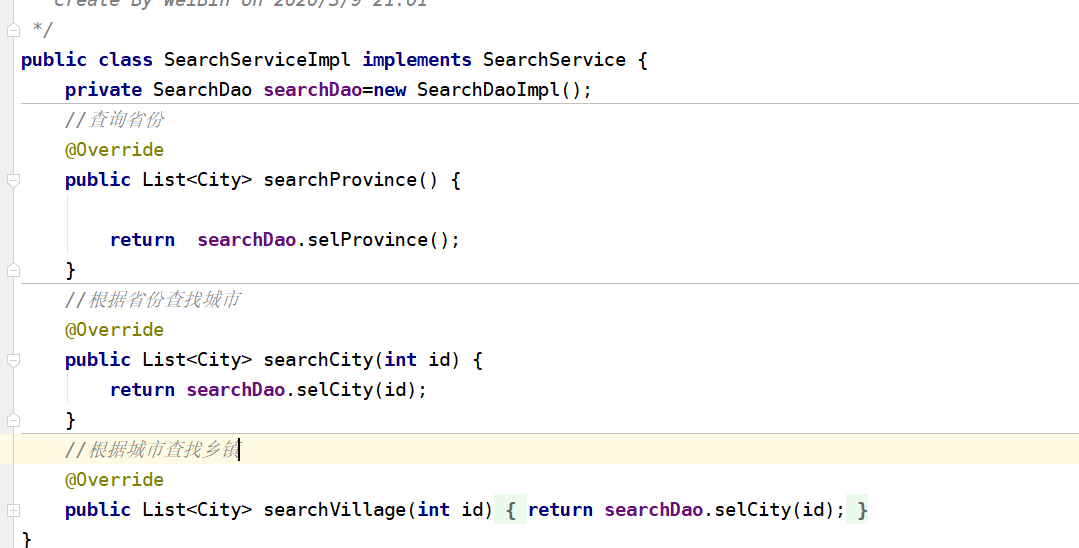 Create By WeiBin on 2020/3/9 21:01
*/
public class SearchServiceImpl implements SearchService {
private SearchDao searchDao=new SearchDaoImpl();
//查询省份
@Override
public List<City> searchProvince() {
return  searchDao.selProvince();
}
//根据省份查找城市
@Override
public List<City> searchCity(int id) {
return searchDao.selCity(id);
}
//根据城市查找乡镇
@Override
public List<City> searchVillage(int id) { return searchDao.selCity(id); }
}